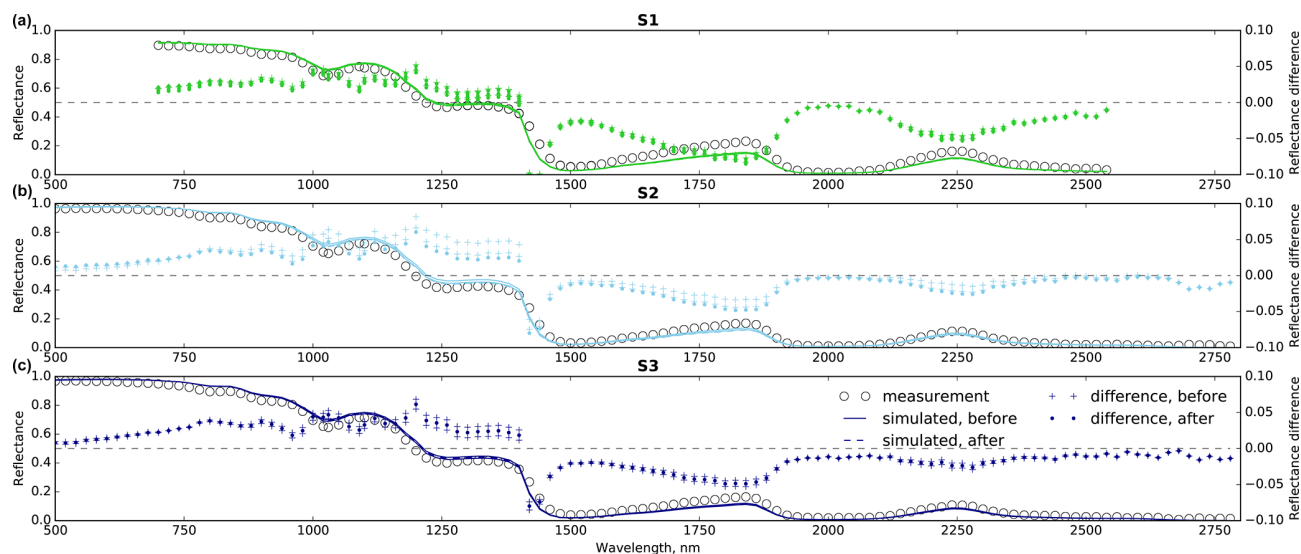 (a)
S1
1.0
0.8
0.6
0.4
0.2
0.0
Reflectance
0.10
0.05
0.00
−0.05
−0.10
Reflectance difference
500 750 1000 1250 1500 1750 2000 2250 2500 2750
(b)
S2
1.0
0.8
0.6
0.4
0.2
0.0
Reflectance
0.10
0.05
0.00
−0.05
−0.10
Reflectance difference
500 750 1000 1250 1500 1750 2000 2250 2500 2750
(c)
S3
1.0
0.8
0.6
0.4
0.2
0.0
Reflectance
measurement
simulated, before
simulated, after
difference, before
difference, after
0.10
0.05
0.00
−0.05
−0.10
Reflectance difference
500 750 1000 1250 1500 1750 2000 2250 2500 2750
Wavelength, nm